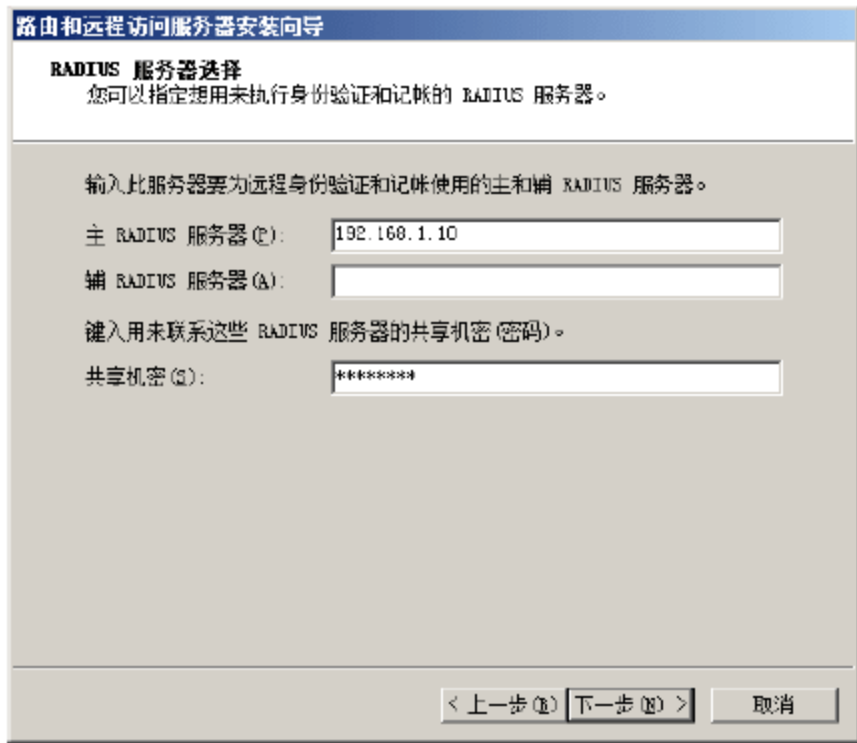 路由和远程访问服务器安装向导
RADIUS 服务器选择
您可以指定想用来执行身份验证和记帐的 RADIUS 服务器。
输入此服务器要为远程身份验证和记帐使用的主和辅 RADIUS 服务器。
主 RADIUS 服务器(P): 192.168.1.10
辅 RADIUS 服务器(A):
键入用来联系这些 RADIUS 服务器的共享机密(密码)。
共享机密(S): ********
< 上一步(B) 下一步(N) > 取消